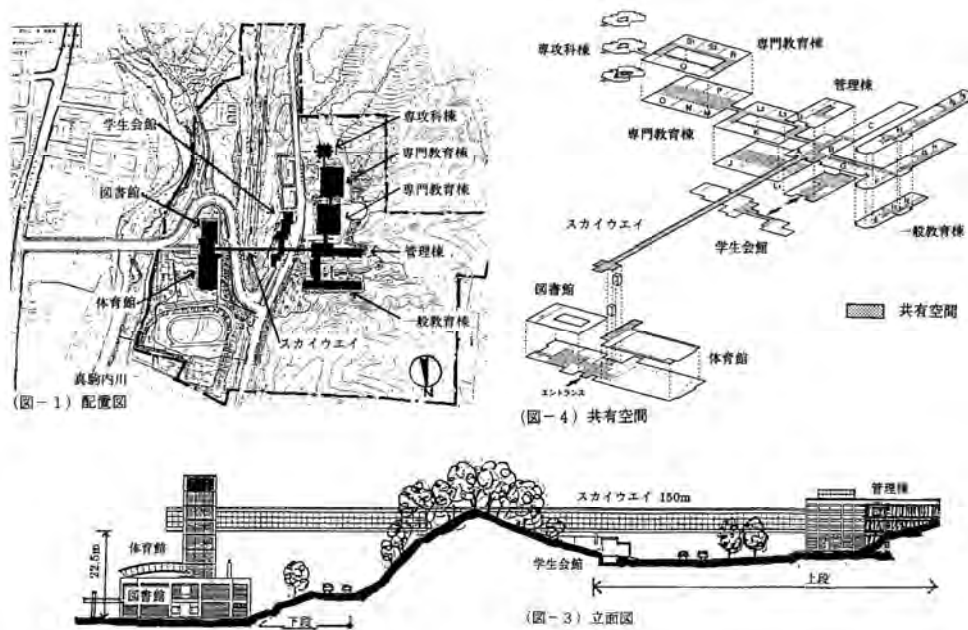 学生会館
図書館
体育館
真駒内川
専攻科棟
専門教育棟
専門教育棟
管理棟
一般教育棟
スカイウエイ
(図－1) 配置図
専攻科棟
専門教育棟
管理棟
専門教育棟
スカイウエイ
学生会館
一般教育棟
図書館
共有空間
体育館
エントランス
(図－4) 共有空間
スカイウエイ 150m
管理棟
22.5m
体育館
図書館
学生会館
上段
下段
(図－3) 立面図